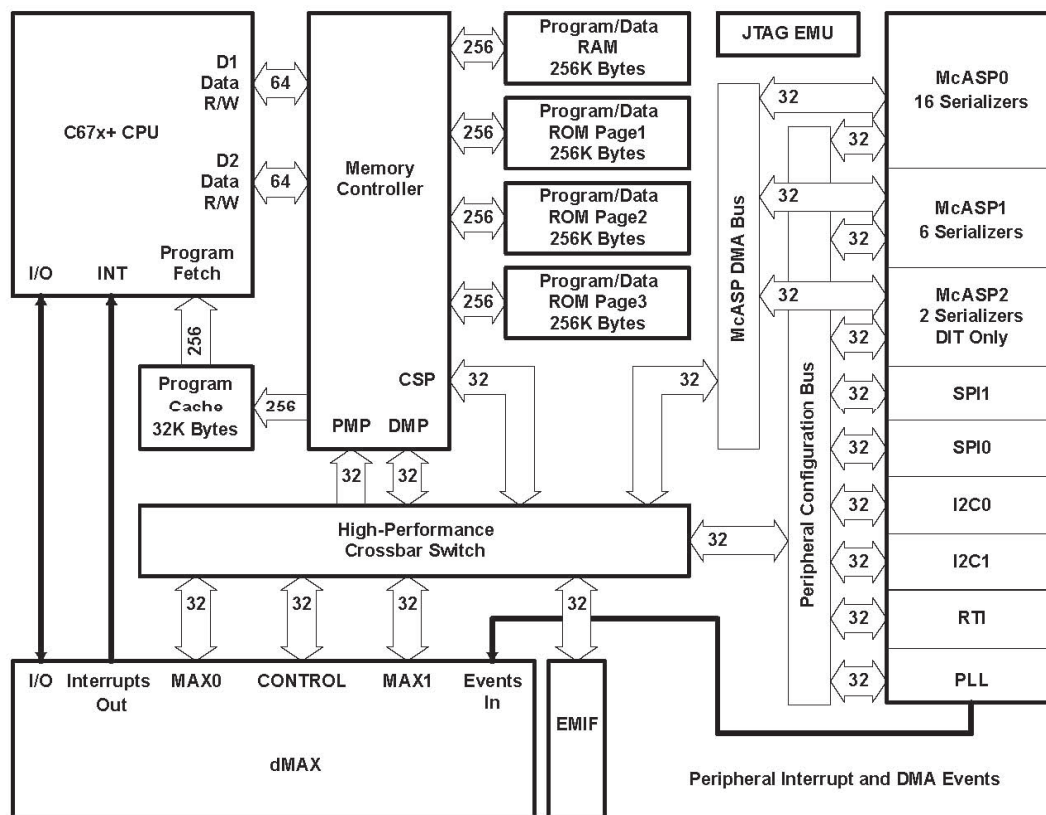 C67x+ CPU
D1
Data
R/W
D2
Data
R/W
I/O
INT
Program
Fetch
64
64
256
Program
Cache
32K Bytes
256
Memory
Controller
CSP
PMP
DMP
256
256
256
256
Program/Data
RAM
256K Bytes
Program/Data
ROM Page1
256K Bytes
Program/Data
ROM Page2
256K Bytes
Program/Data
ROM Page3
256K Bytes
32
32
32
32
High-Performance
Crossbar Switch
32
32
32
32
32
I/O
Interrupts
Out
MAX0
CONTROL
MAX1
Events
In
dMAX
EMIF
JTAG EMU
McASP DMA Bus
Peripheral Configuration Bus
32
32
32
32
32
32
32
32
32
32
32
32
McASP0
16 Serializers
McASP1
6 Serializers
McASP2
2 Serializers
DIT Only
SPI1
SPI0
I2C0
I2C1
RTI
PLL
Peripheral Interrupt and DMA Events